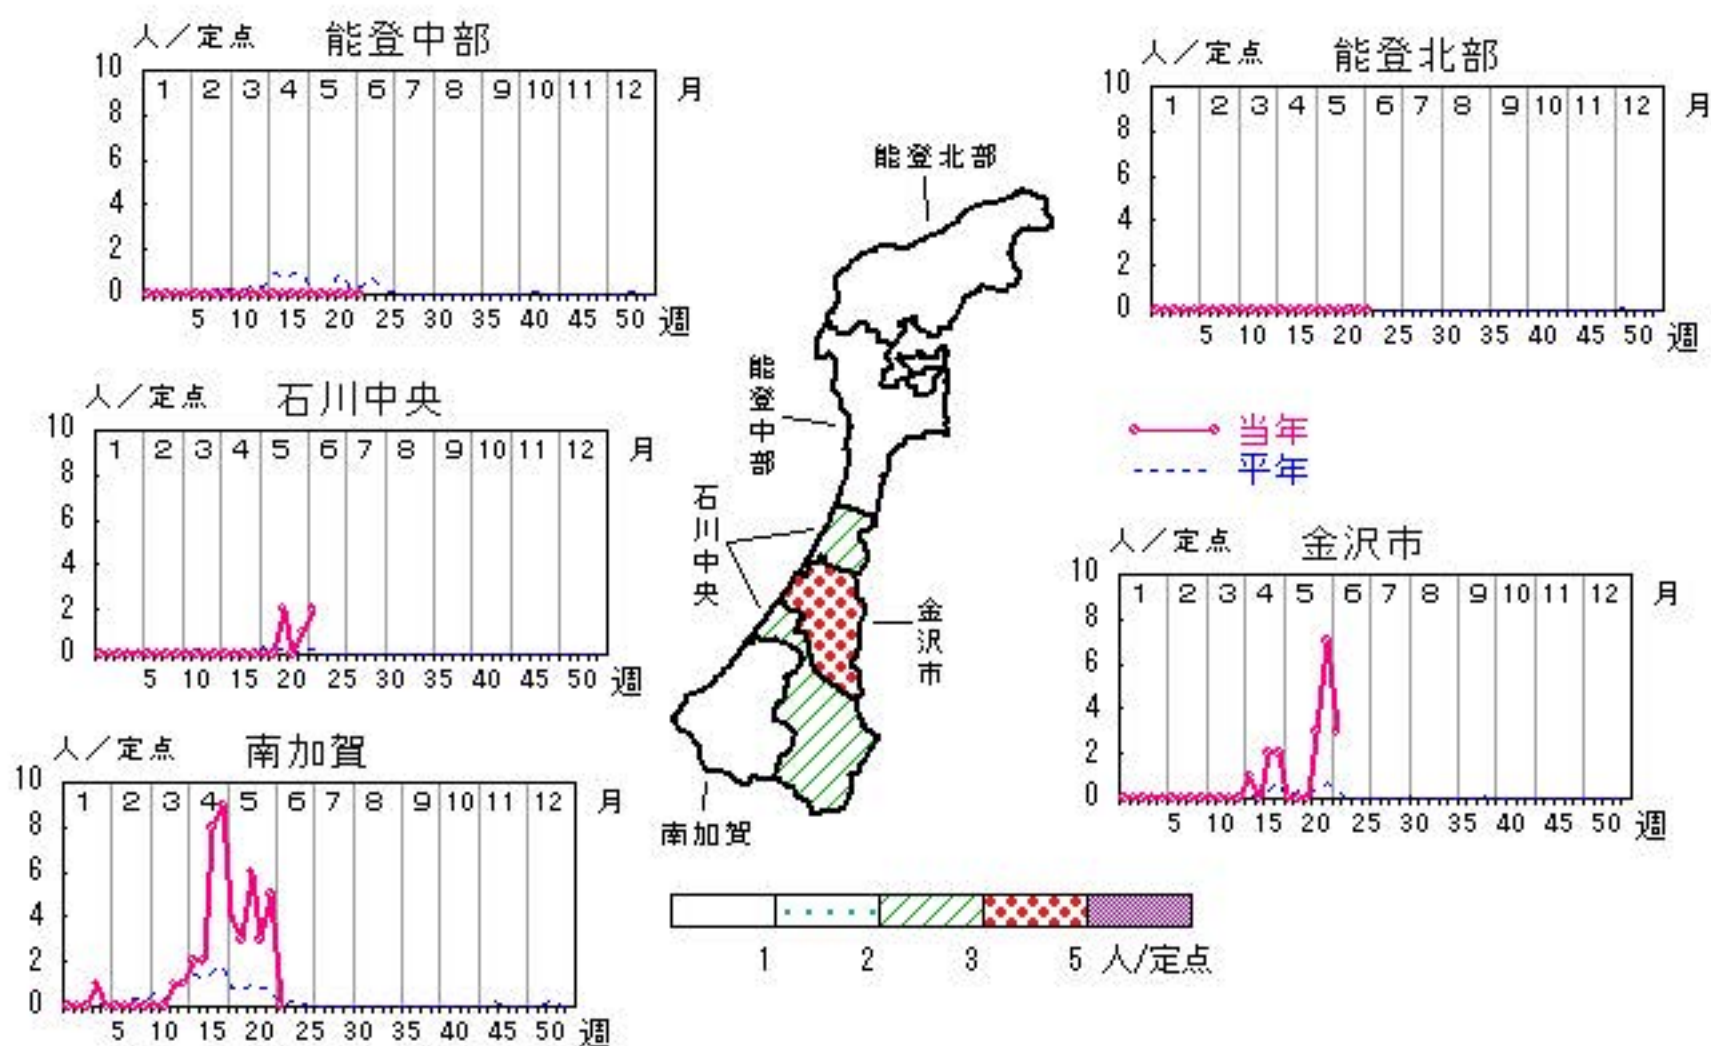 人／定点 能登中部
10 8 6 4 2 0
1 2 3 4 5 6 7 8 9 10 11 12 月
5 10 15 20 25 30 35 40 45 50 週
人／定点 能登北部
10 8 6 4 2 0
1 2 3 4 5 6 7 8 9 10 11 12 月
5 10 15 20 25 30 35 40 45 50 週
人／定点 石川中央
10 8 6 4 2 0
1 2 3 4 5 6 7 8 9 10 11 12 月
5 10 15 20 25 30 35 40 45 50 週
能登北部
能登中部
石川中央
金沢市
南加賀
当年
平年
人／定点 金沢市
10 8 6 4 2 0
1 2 3 4 5 6 7 8 9 10 11 12 月
5 10 15 20 25 30 35 40 45 50 週
人／定点 南加賀
10 8 6 4 2 0
1 2 3 4 5 6 7 8 9 10 11 12 月
5 10 15 20 25 30 35 40 45 50 週
1 2 3 5 人/定点